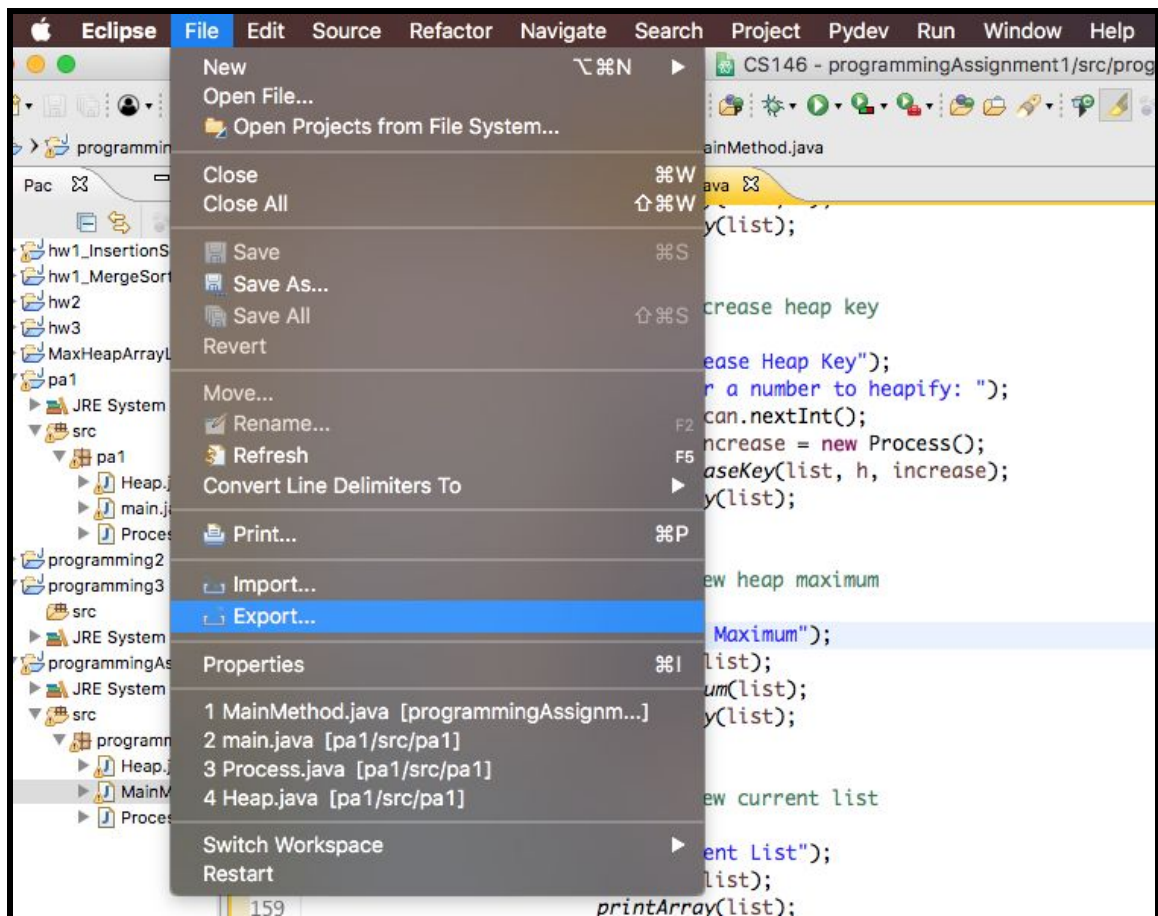 Eclipse File Edit Source Refactor Navigate Search Project Pydev Run Window Help
CS146 - programmingAssignment1/src/prog
programmin
ainMethod.java
Pac
ava
New ⌥⌘N ▶
Open File...
Open Projects from File System...
Close ⌘W
Close All ⇧⌘W
Save ⌘S
Save As...
Save All ⇧⌘S
Revert
Move...
Rename... F2
Refresh F5
Convert Line Delimiters To ▶
Print... ⌘P
Import...
Export...
Properties ⌘I
1 MainMethod.java [programmingAssignm...]
2 main.java [pa1/src/pa1]
3 Process.java [pa1/src/pa1]
4 Heap.java [pa1/src/pa1]
Switch Workspace ▶
Restart
hw1_InsertionS
hw1_MergeSort
hw2
hw3
MaxHeapArrayL
pa1
JRE System
src
pa1
Heap.j
main.ja
Proces
programming2
programming3
src
JRE System
programmingAs
JRE System
src
programm
Heap.j
MainM
Proces
y(list);
crease heap key
ease Heap Key");
r a number to heapify: ");
can.nextInt();
ncrease = new Process();
aseKey(list, h, increase);
y(list);
ew heap maximum
Maximum");
list);
um(list);
y(list);
ew current list
ent List");
list);
159 printArray(list);